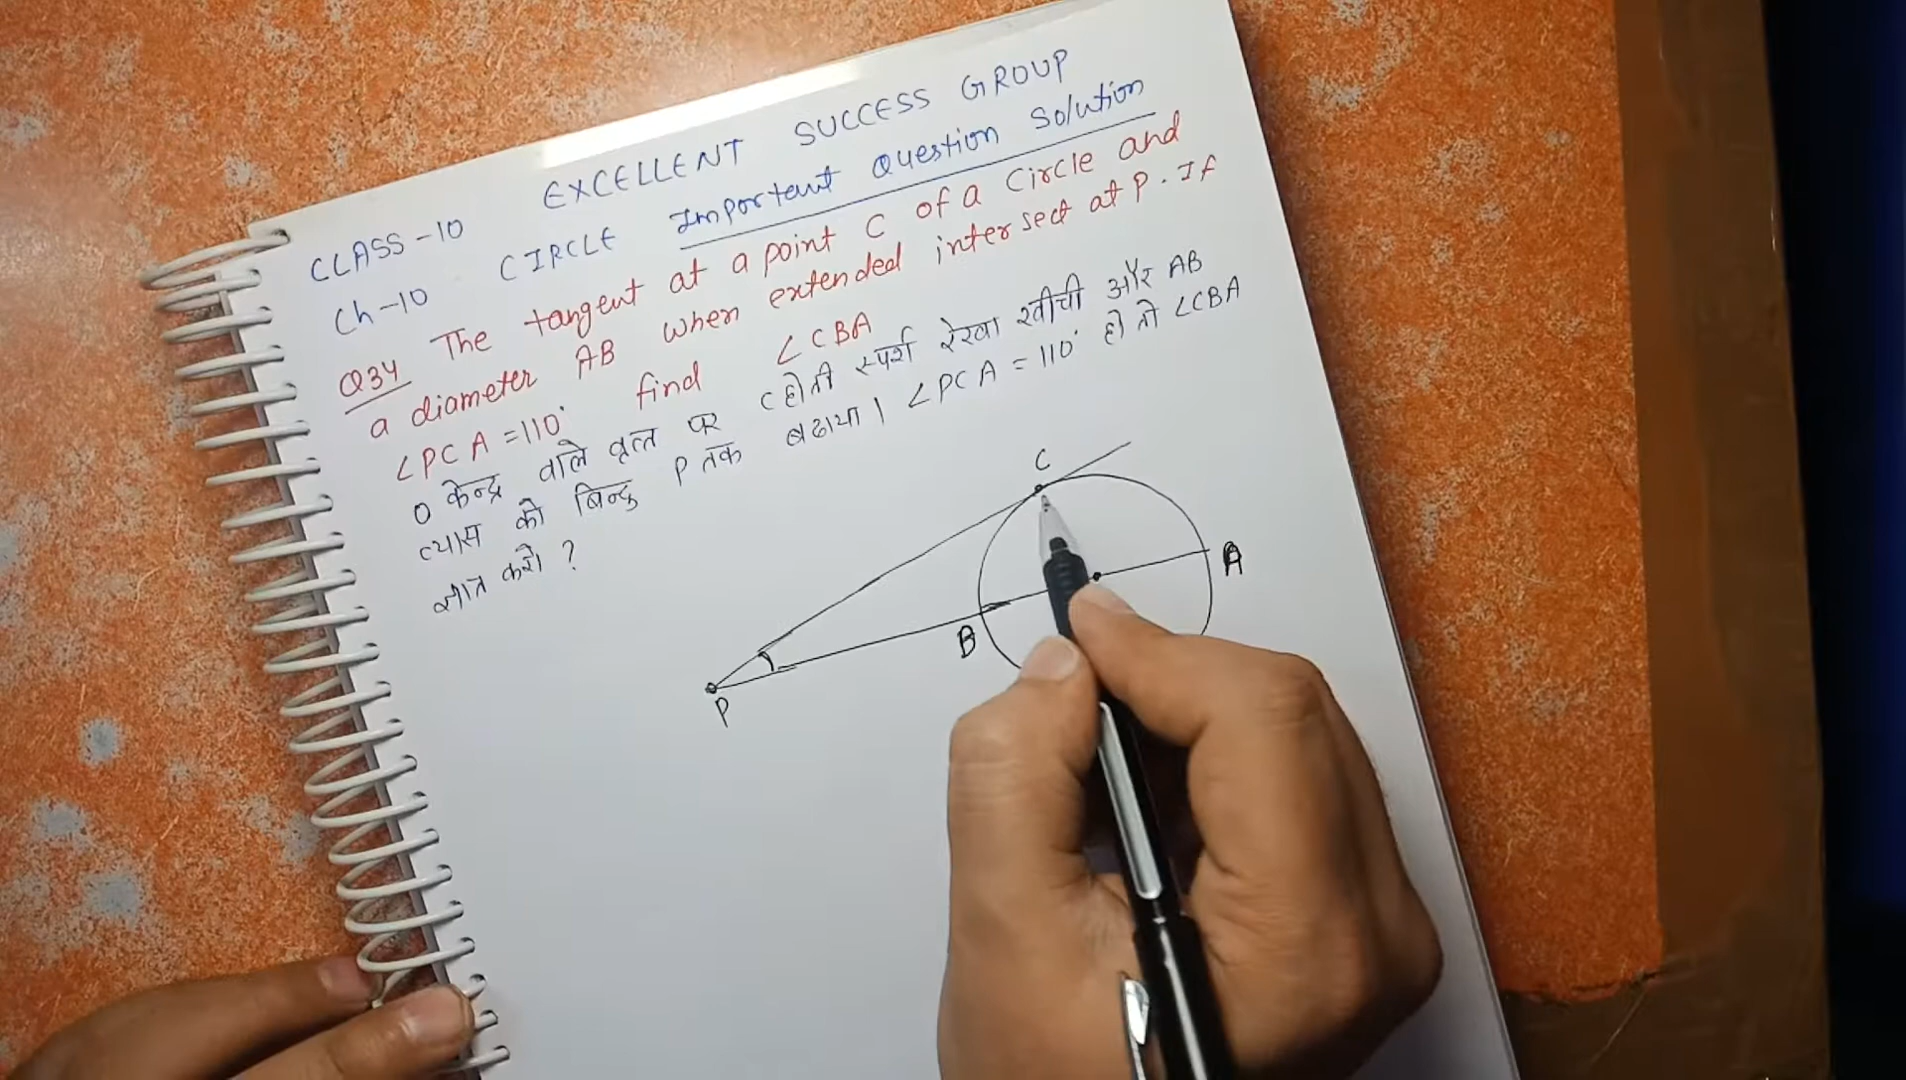 CLASS-10 EXCELLENT SUCCESS GROUP
Ch-10 CIRCLE Important Question Solution
Q34 The tangent at a point C of a Circle and
a diameter AB when extended intersect at P. If
∠PCA=110° find ∠CBA
O केन्द्र वाले वृत्त पर C होती स्पर्श रेखा खींची और AB
व्यास को बिन्दु P तक बढाया। ∠PCA = 110° हो तो ∠CBA
ज्ञात करो ?
C
A
B
P